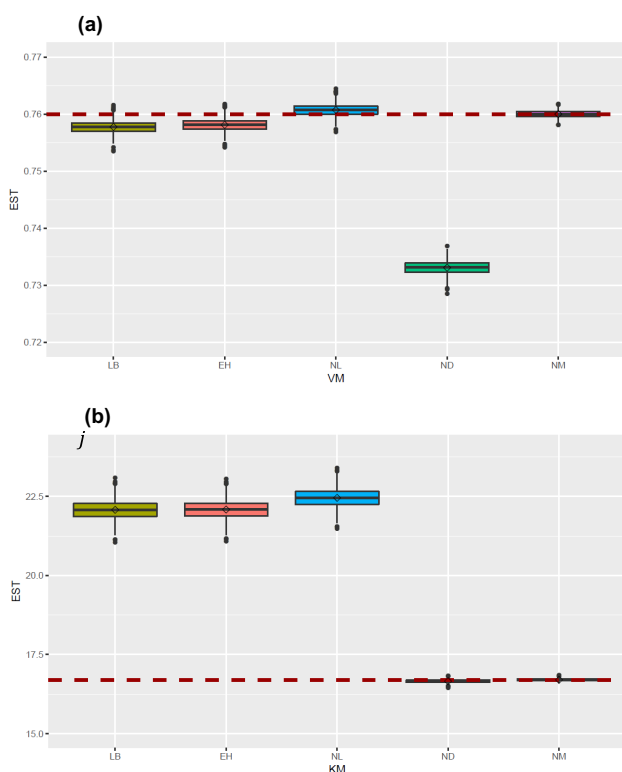 (a)
0.77
0.76
0.75
0.74
0.73
0.72
EST
LB EH NL ND NM
VM
(b)
j
22.5
20.0
17.5
15.0
EST
LB EH NL ND NM
KM